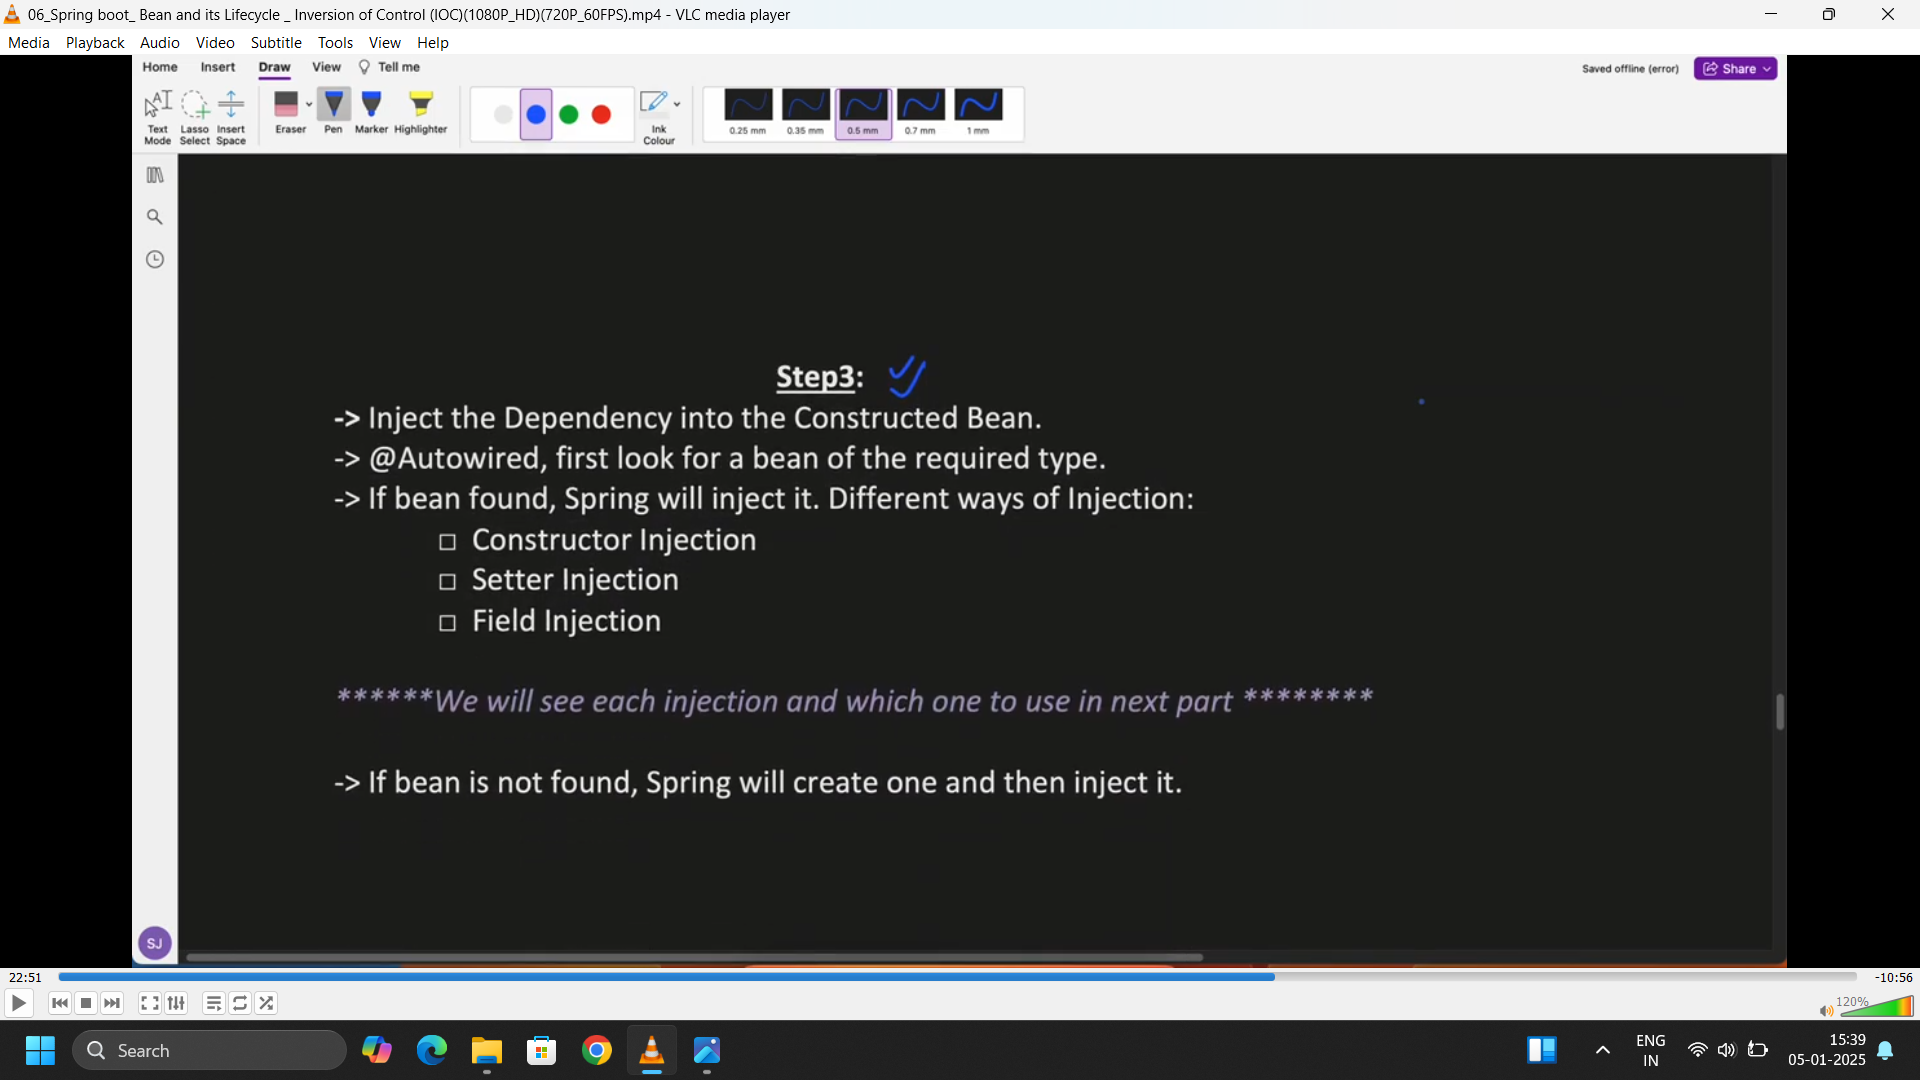 06_Spring boot_ Bean and its Lifecycle _ Inversion of Control (IOC)(1080P_HD)(720P_60FPS).mp4 - VLC media player
Media Playback Audio Video Subtitle Tools View Help
Home Insert Draw View Tell me
Saved offline (error) Share
Text Mode
Lasso Select
Insert Space
Eraser
Pen
Marker
Highlighter
Ink Colour
0.25 mm
0.35 mm
0.5 mm
0.7 mm
1 mm
Step3:
-> Inject the Dependency into the Constructed Bean.
-> @Autowired, first look for a bean of the required type.
-> If bean found, Spring will inject it. Different ways of Injection:
□ Constructor Injection
□ Setter Injection
□ Field Injection
******We will see each injection and which one to use in next part ********
-> If bean is not found, Spring will create one and then inject it.
SJ
22:51
-10:56
120%
Search
ENG
IN
15:39
05-01-2025